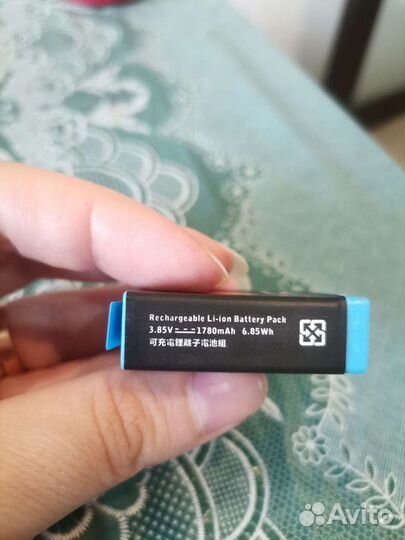 Rechargeable Li-ion Battery Pack
3.85V⎓1780mAh 6.85Wh
可充電鋰離子電池組
Avito